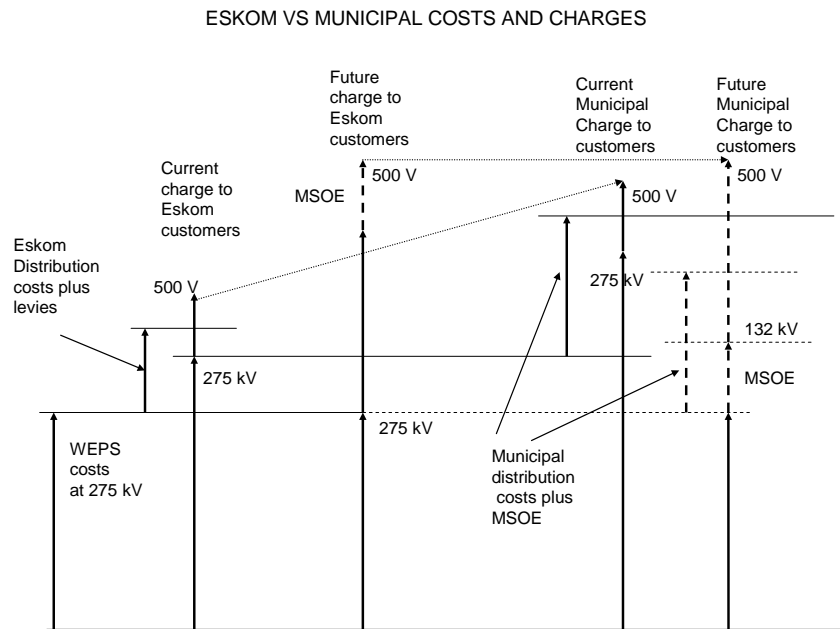 ESKOM VS MUNICIPAL COSTS AND CHARGES
Future
charge to
Eskom
customers
Current
Municipal
Charge to
customers
Future
Municipal
Charge to
customers
Current
charge to
Eskom
customers
500 V
MSOE
500 V
500 V
Eskom
Distribution
costs plus
levies
500 V
275 kV
132 kV
275 kV
MSOE
275 kV
WEPS
costs
at 275 kV
Municipal
distribution
costs plus
MSOE